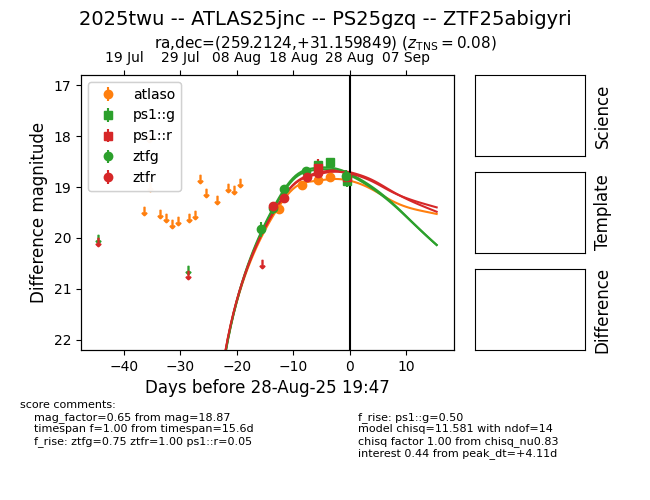 2025twu -- ATLAS25jnc -- PS25gzq -- ZTF25abigyri
ra,dec=(259.2124,+31.159849) (z_TNS = 0.08)
19 Jul 29 Jul 08 Aug 18 Aug 28 Aug 07 Sep
atlaso
ps1::g
ps1::r
ztfg
ztfr
17
18
19
20
21
22
Difference magnitude
−40 −30 −20 −10 0 10
Days before 28-Aug-25 19:47
Science
Template
Difference
score comments:
mag_factor=0.65 from mag=18.87
timespan f=1.00 from timespan=15.6d
f_rise: ztfg=0.75 ztfr=1.00 ps1::r=0.05
f_rise: ps1::g=0.50
model chisq=11.581 with ndof=14
chisq factor 1.00 from chisq_nu0.83
interest 0.44 from peak_dt=+4.11d